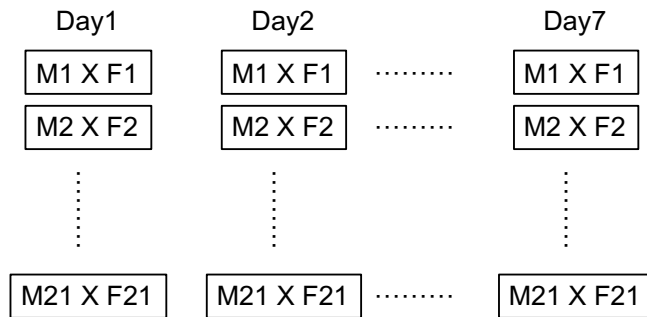 Day1 Day2 Day7
M1 X F1 M1 X F1 ......... M1 X F1
M2 X F2 M2 X F2 ......... M2 X F2
M21 X F21 M21 X F21 ......... M21 X F21